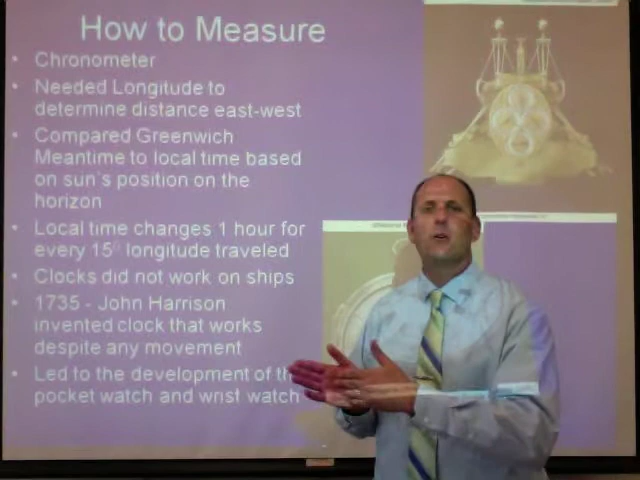 How to Measure
• Chronometer
• Needed Longitude to
determine distance east-west
• Compared Greenwich
Meantime to local time based
on sun's position on the
horizon
• Local time changes 1 hour for
every 15⁰ longitude traveled
• Clocks did not work on ships
• 1735 - John Harrison
invented clock that works
despite any movement
• Led to the development of th
pocket watch and wrist watch